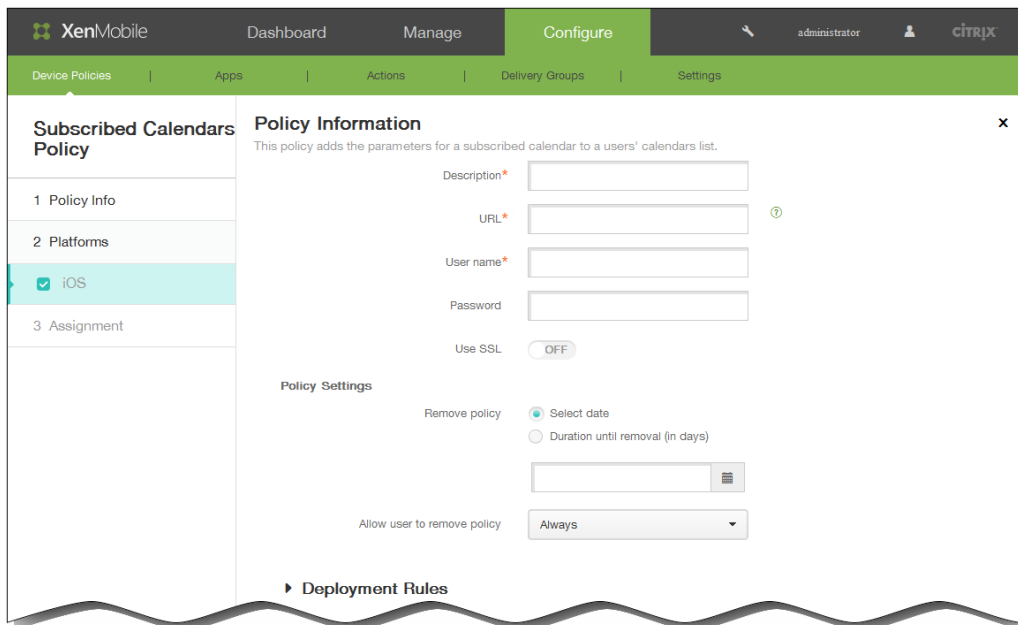 XenMobile Dashboard Manage Configure administrator CİTRIX
Device Policies | Apps | Actions | Delivery Groups | Settings
Subscribed Calendars Policy
1 Policy Info
2 Platforms
iOS
3 Assignment
Policy Information
This policy adds the parameters for a subscribed calendar to a users' calendars list.
Description*
URL*
?
User name*
Password
Use SSL OFF
Policy Settings
Remove policy Select date
Duration until removal (in days)
Allow user to remove policy Always
Deployment Rules